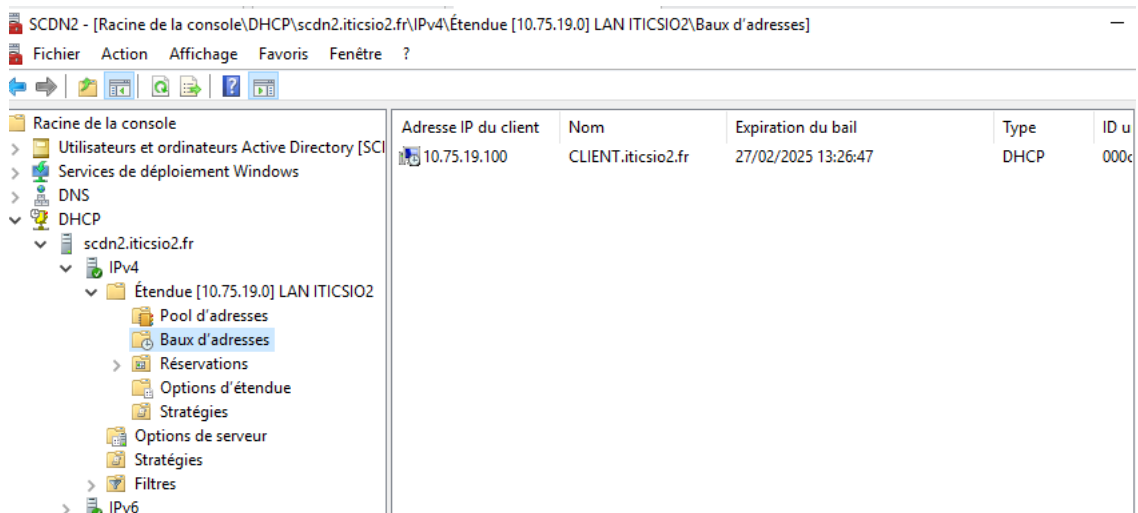 SCDN2 - [Racine de la console\DHCP\scdn2.iticsio2.fr\IPv4\Étendue [10.75.19.0] LAN ITICSIO2\Baux d'adresses]
Fichier Action Affichage Favoris Fenêtre ?
Racine de la console
Utilisateurs et ordinateurs Active Directory [SCI
Services de déploiement Windows
DNS
DHCP
scdn2.iticsio2.fr
IPv4
Étendue [10.75.19.0] LAN ITICSIO2
Pool d'adresses
Baux d'adresses
Réservations
Options d'étendue
Stratégies
Options de serveur
Stratégies
Filtres
IPv6
Adresse IP du client Nom Expiration du bail Type ID u
10.75.19.100 CLIENT.iticsio2.fr 27/02/2025 13:26:47 DHCP 000c